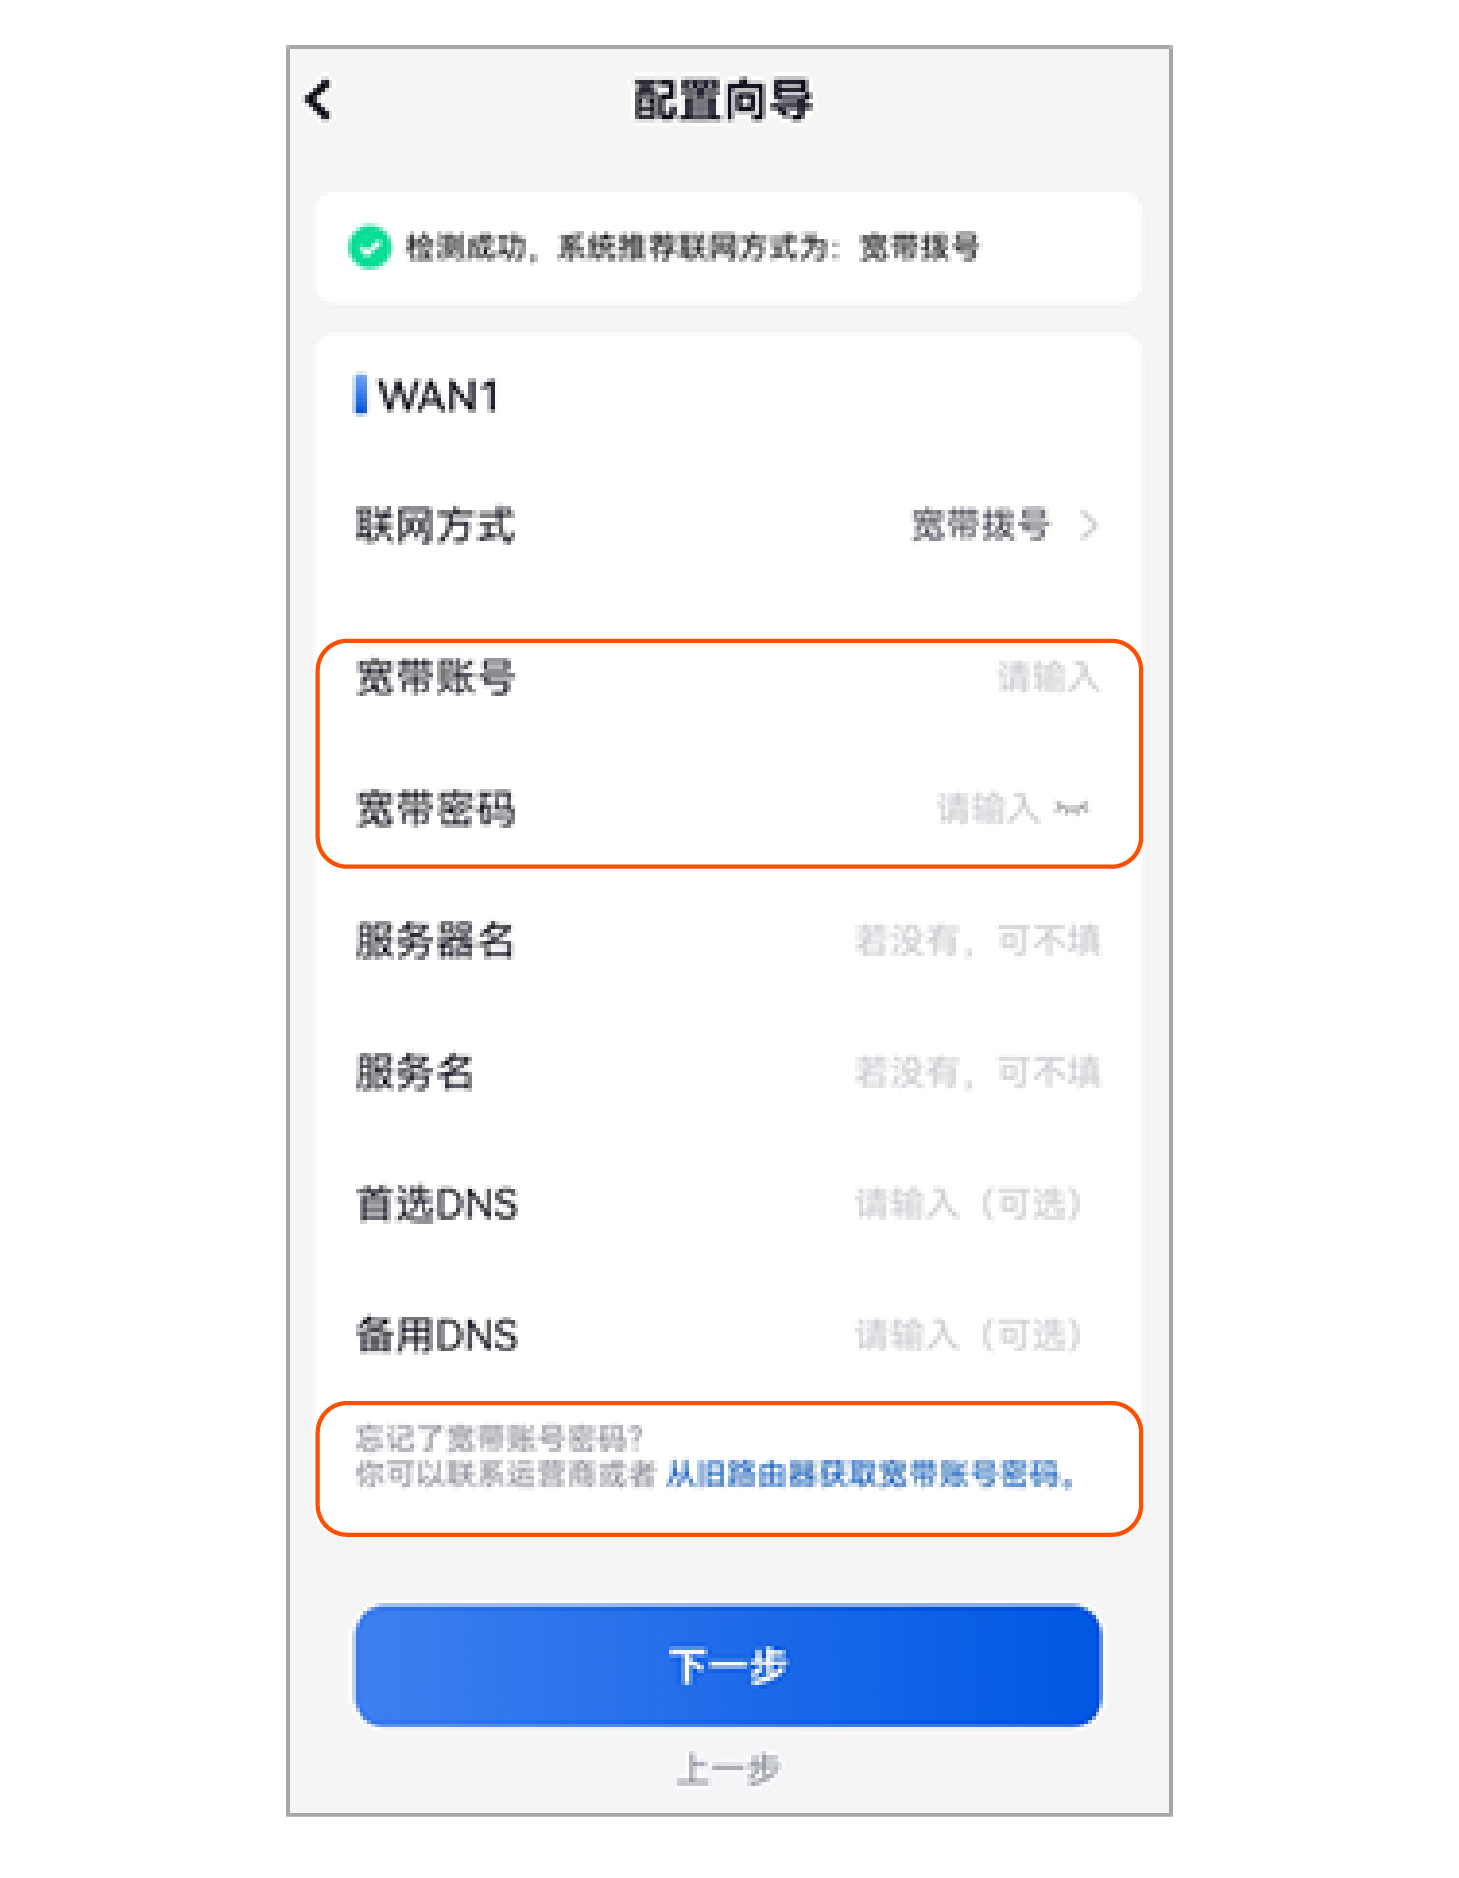 配置向导
检测成功，系统推荐联网方式为：宽带拨号
WAN1
联网方式 宽带拨号
宽带账号 请输入
宽带密码 请输入
服务器名 若没有，可不填
服务名 若没有，可不填
首选DNS 请输入（可选）
备用DNS 请输入（可选）
忘记了宽带账号密码？
你可以联系运营商或者 从旧路由器获取宽带账号密码。
下一步
上一步